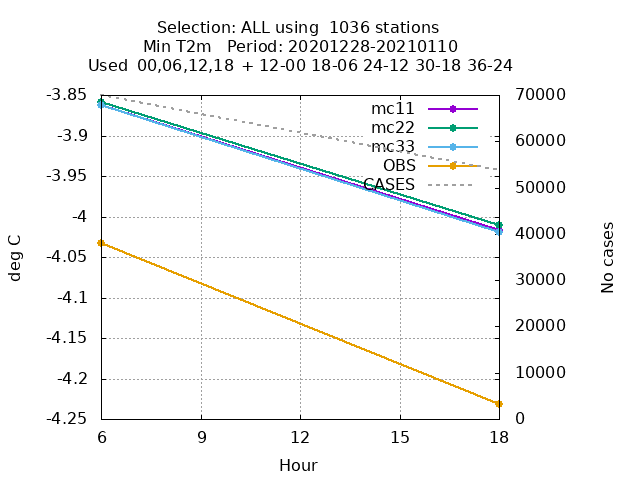 Selection: ALL using  1036 stations
Min T2m   Period: 20201228-20210110
Used  00,06,12,18 + 12-00 18-06 24-12 30-18 36-24
-3.85
-3.9
-3.95
-4
-4.05
-4.1
-4.15
-4.2
-4.25
deg C
mc11
mc22
mc33
OBS
CASES
70000
60000
50000
40000
30000
20000
10000
0
No cases
6 9 12 15 18
Hour